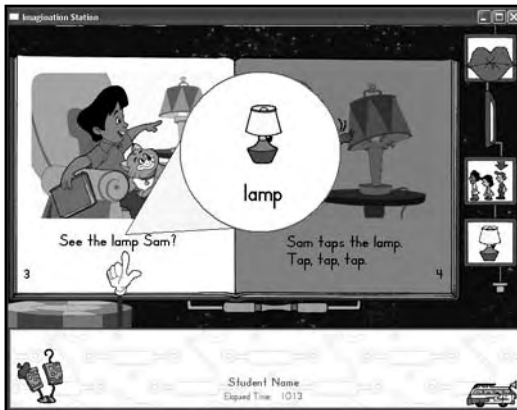 Imagination Station
lamp
See the lamp Sam?
3
Sam taps the lamp.
Tap, tap, tap.
4
Student Name
Elapsed Time: 1013